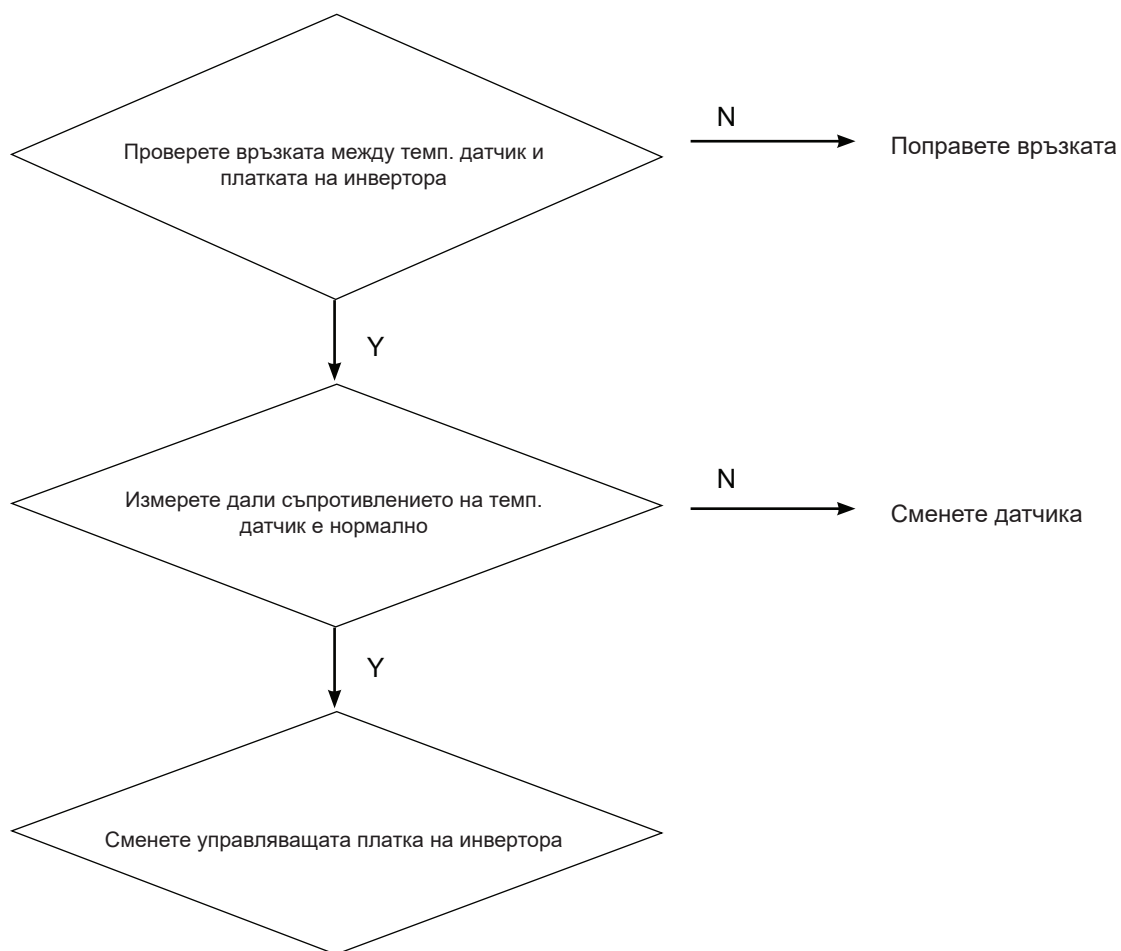 Проверете връзката между темп. датчик и
платката на инвертора
N
Поправете връзката
Y
Измерете дали съпротивлението на темп.
датчик е нормално
N
Сменете датчика
Y
Сменете управляващата платка на инвертора